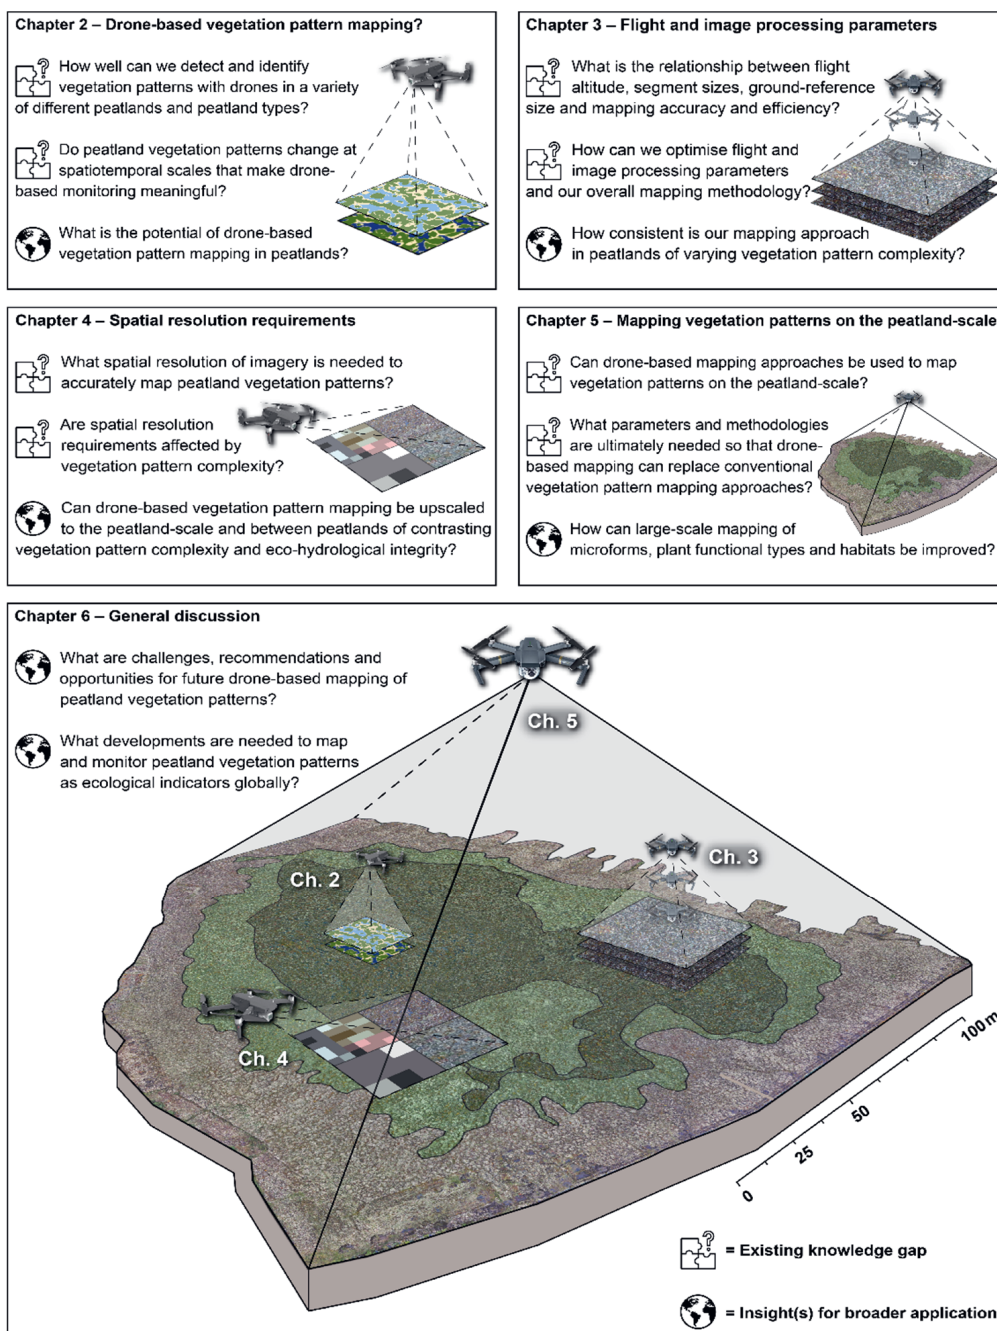 Chapter 2 – Drone-based vegetation pattern mapping?
How well can we detect and identify
vegetation patterns with drones in a variety
of different peatlands and peatland types?
Do peatland vegetation patterns change at
spatiotemporal scales that make drone-
based monitoring meaningful?
What is the potential of drone-based
vegetation pattern mapping in peatlands?
Chapter 3 – Flight and image processing parameters
What is the relationship between flight
altitude, segment sizes, ground-reference
size and mapping accuracy and efficiency?
How can we optimise flight and
image processing parameters
and our overall mapping methodology?
How consistent is our mapping approach
in peatlands of varying vegetation pattern complexity?
Chapter 4 – Spatial resolution requirements
What spatial resolution of imagery is needed to
accurately map peatland vegetation patterns?
Are spatial resolution
requirements affected by
vegetation pattern complexity?
Can drone-based vegetation pattern mapping be upscaled
to the peatland-scale and between peatlands of contrasting
vegetation pattern complexity and eco-hydrological integrity?
Chapter 5 – Mapping vegetation patterns on the peatland-scale
Can drone-based mapping approaches be used to map
vegetation patterns on the peatland-scale?
What parameters and methodologies
are ultimately needed so that drone-
based mapping can replace conventional
vegetation pattern mapping approaches?
How can large-scale mapping of
microforms, plant functional types and habitats be improved?
Chapter 6 – General discussion
What are challenges, recommendations and
opportunities for future drone-based mapping of
peatland vegetation patterns?
What developments are needed to map
and monitor peatland vegetation patterns
as ecological indicators globally?
Ch. 5
Ch. 3
Ch. 2
Ch. 4
100 m
50
25
0
= Existing knowledge gap
= Insight(s) for broader application